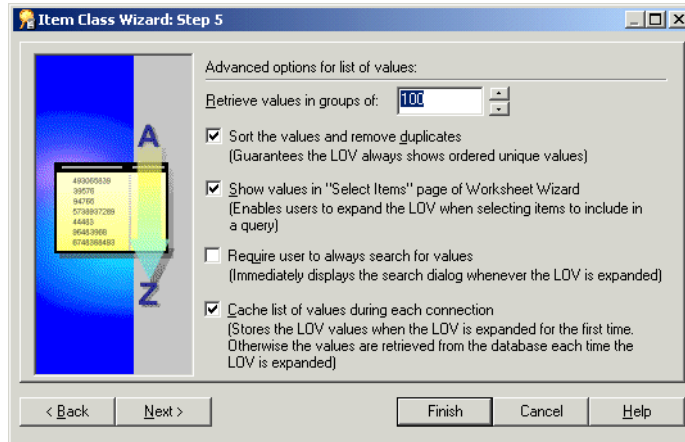 Item Class Wizard: Step 5
Advanced options for list of values:
Retrieve values in groups of: 100
Sort the values and remove duplicates
(Guarantees the LOV always shows ordered unique values)
Show values in "Select Items" page of Worksheet Wizard
(Enables users to expand the LOV when selecting items to include in
a query)
Require user to always search for values
(Immediately displays the search dialog whenever the LOV is expanded)
Cache list of values during each connection
(Stores the LOV values when the LOV is expanded for the first time.
Otherwise the values are retrieved from the database each time the
LOV is expanded)
A
39576
94766
44483
Z
< Back
Next >
Finish
Cancel
Help